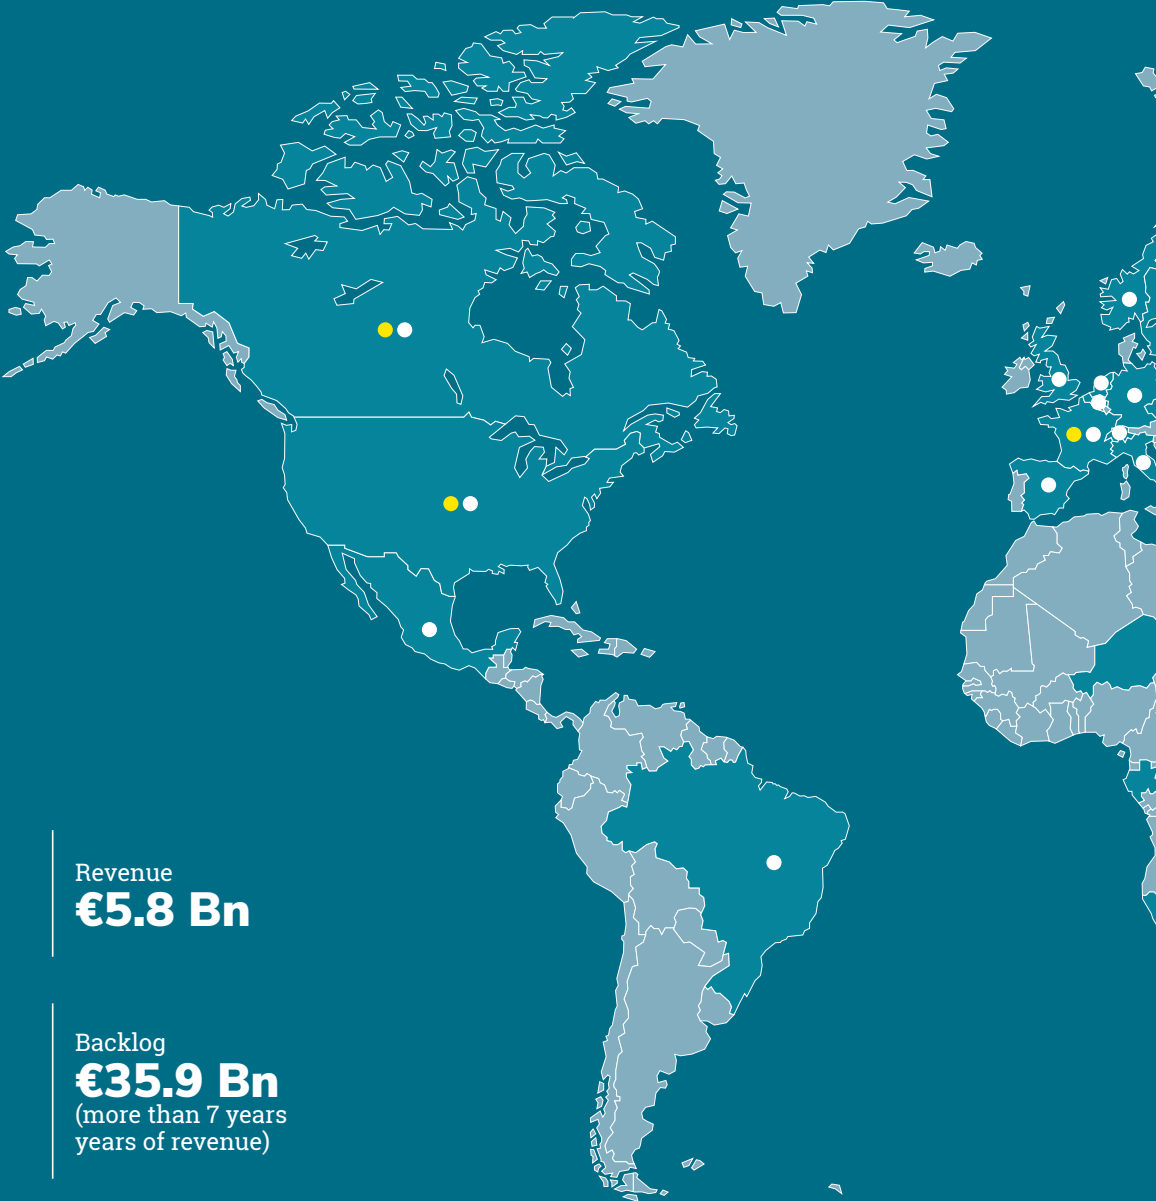 Revenue
€5.8 Bn
Backlog
€35.9 Bn
(more than 7 years
years of revenue)